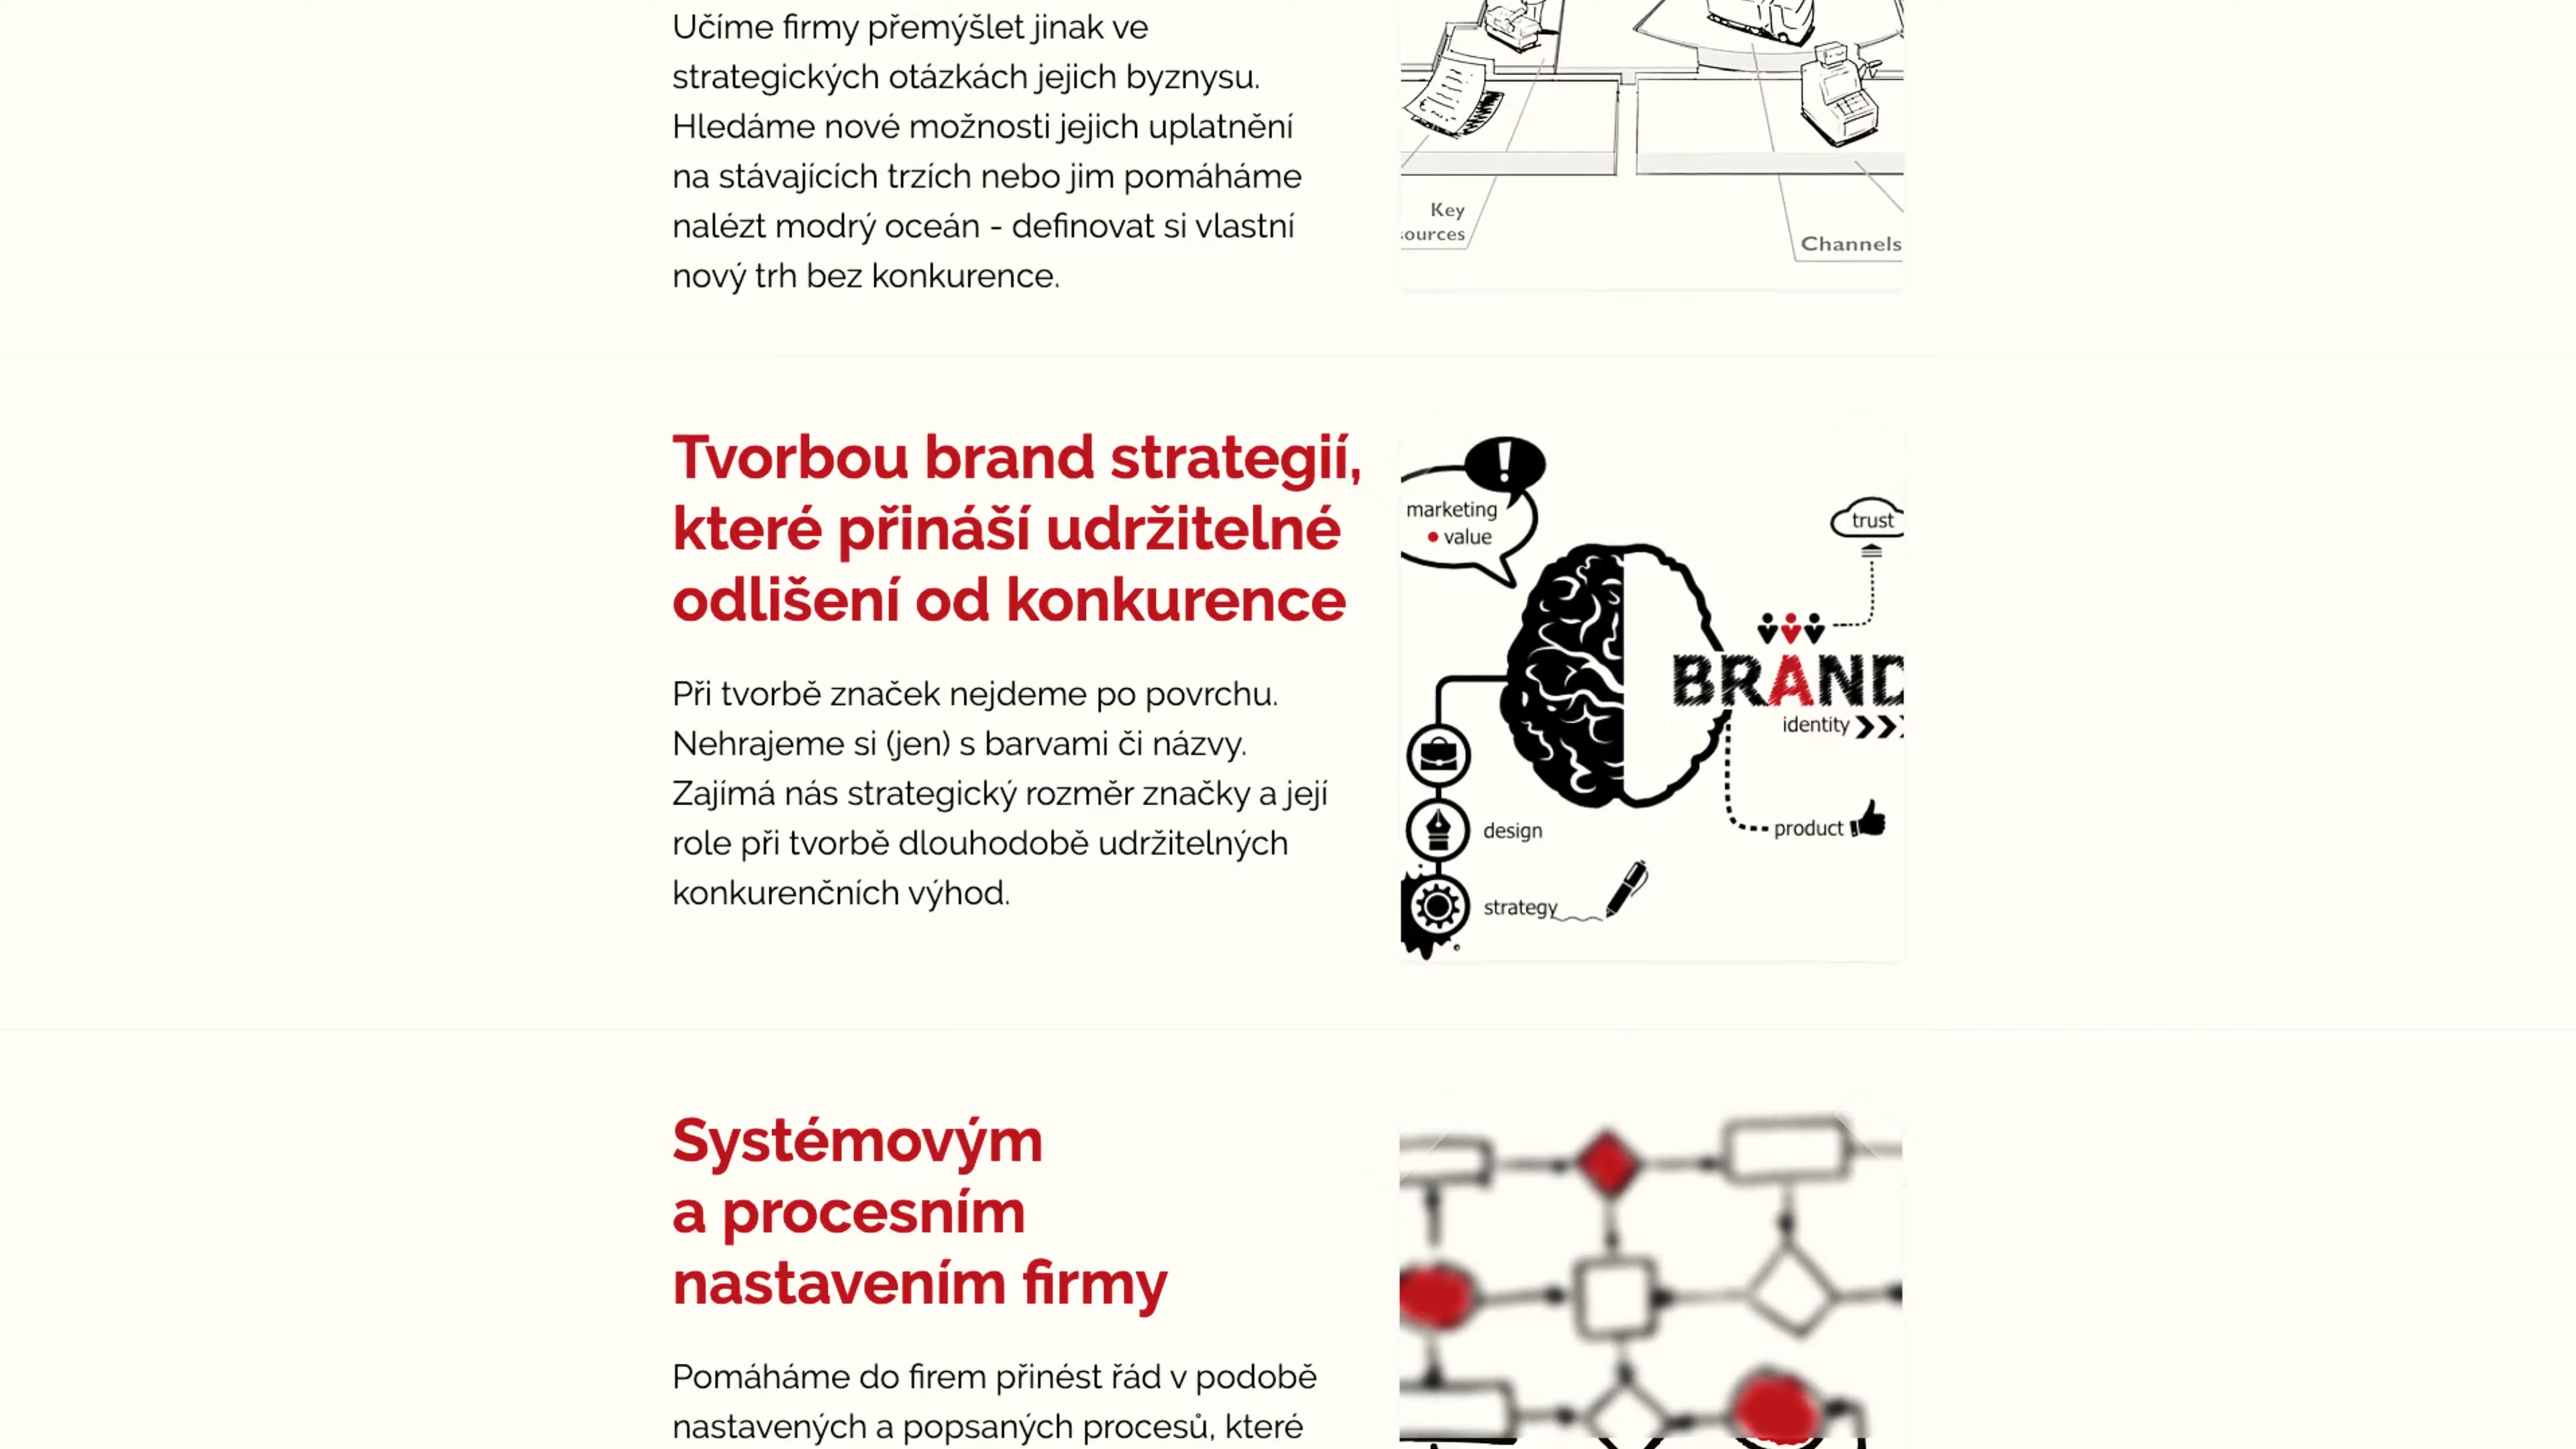 Učíme firmy přemýšlet jinak ve
strategických otázkách jejich byznysu.
Hledáme nové možnosti jejich uplatnění
na stávajících trzích nebo jim pomáháme
nalézt modrý oceán - definovat si vlastní
nový trh bez konkurence.
Key
ources
Channels
Tvorbou brand strategií,
které přináší udržitelné
odlišení od konkurence
Při tvorbě značek nejdeme po povrchu.
Nehrajeme si (jen) s barvami či názvy.
Zajímá nás strategický rozměr značky a její
role při tvorbě dlouhodobě udržitelných
konkurenčních výhod.
marketing
value
trust
BRAND
identity
product
design
strategy
Systémovým
a procesním
nastavením firmy
Pomáháme do firem přinést řád v podobě
nastavených a popsaných procesů, které